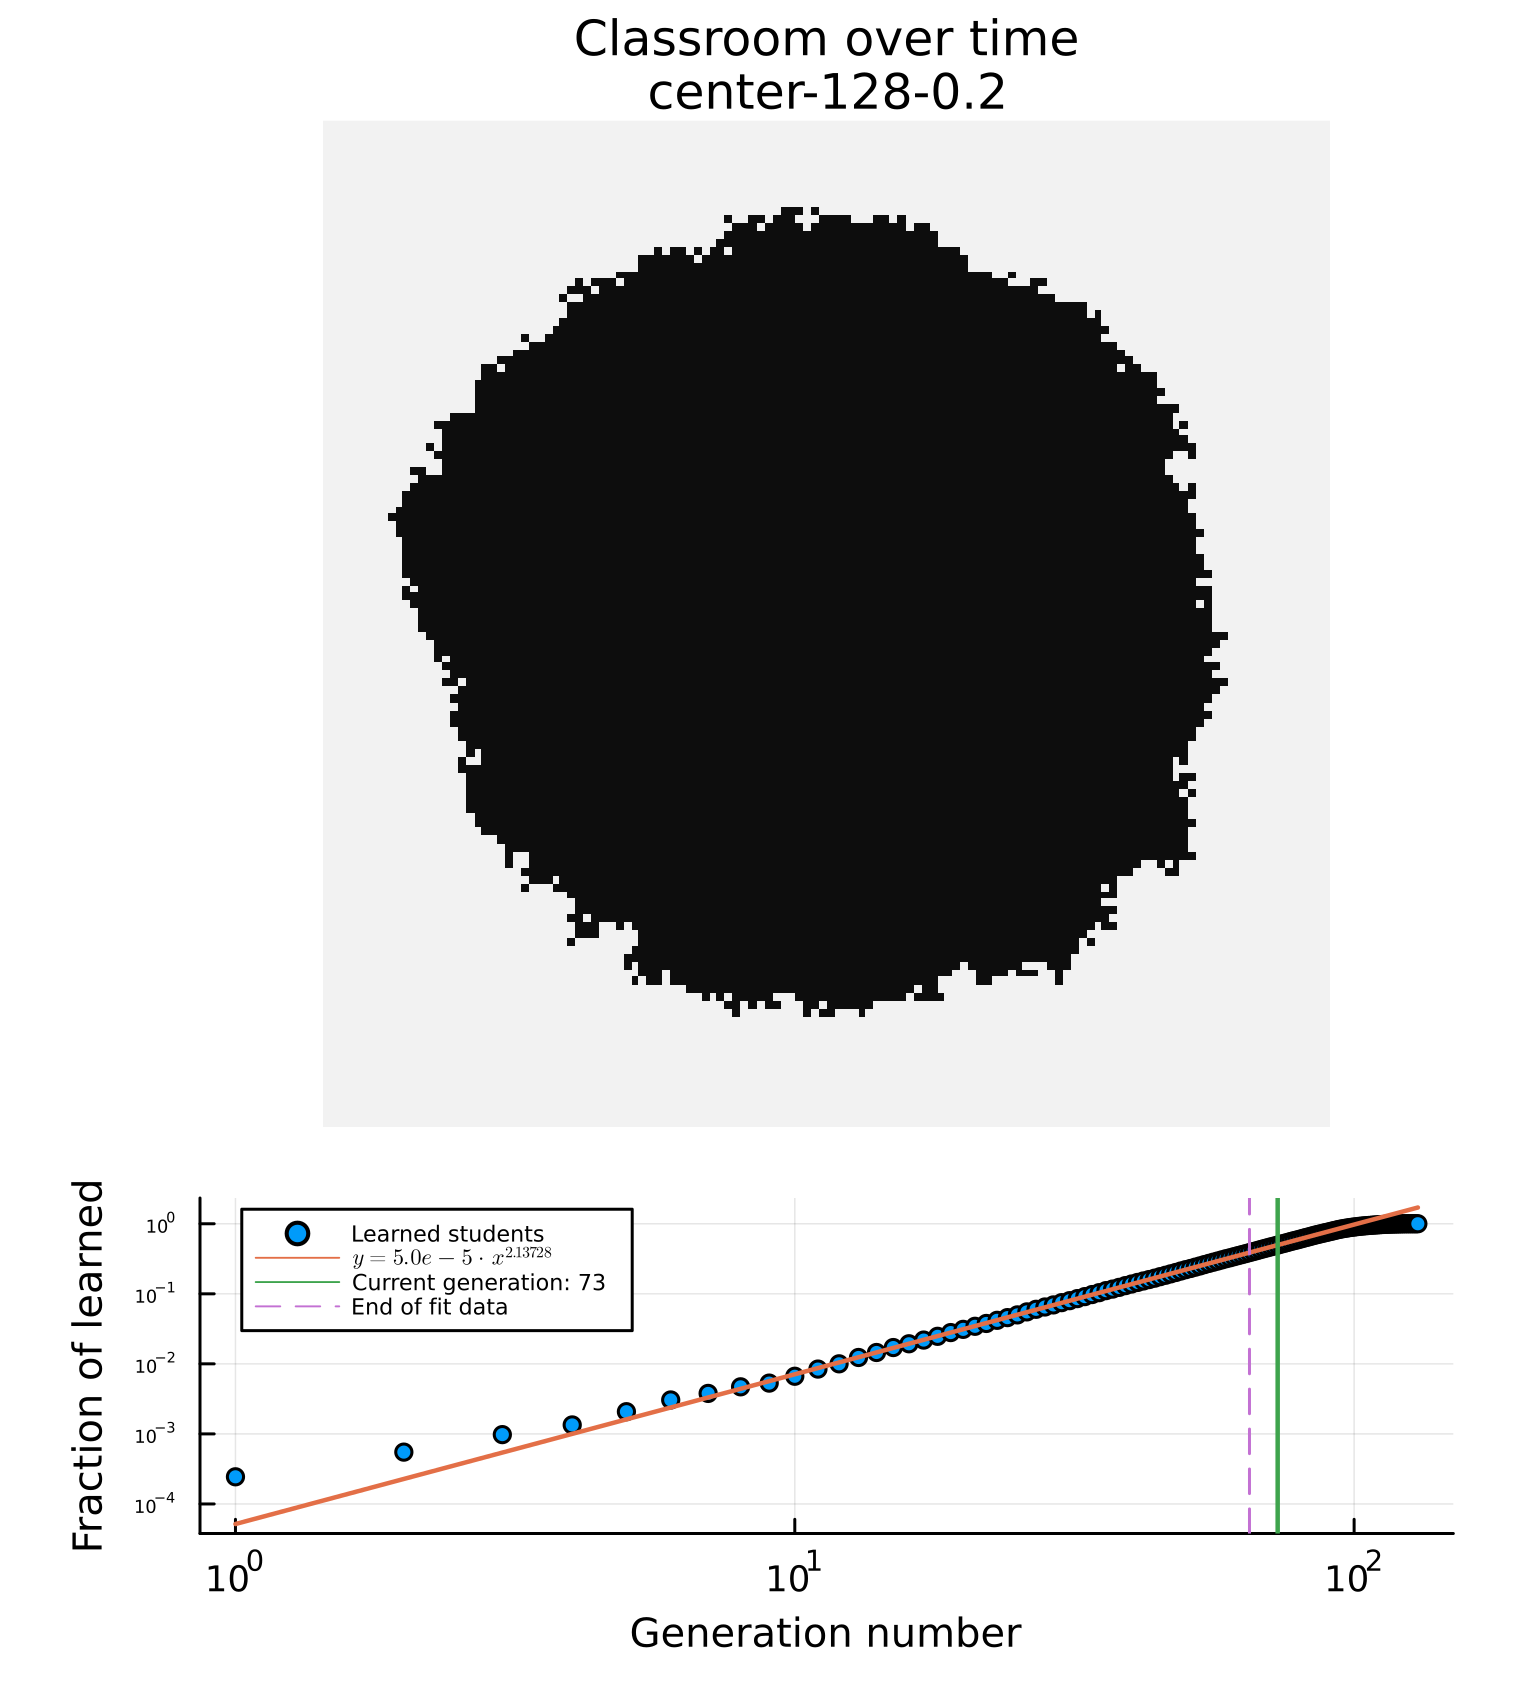 Classroom over time
center-128-0.2
Fraction of learned
10^0
10^-1
10^-2
10^-3
10^-4
Learned students
y = 5.0e − 5 · x^2.13728
Current generation: 73
End of fit data
10^0
10^1
10^2
Generation number